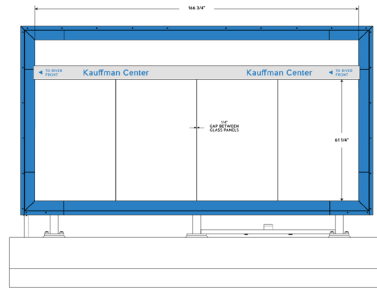 166 3/4"
TO RIVER
FRONT
Kauffman Center
Kauffman Center
TO RIVER
FRONT
1/4"
GAP BETWEEN
GLASS PANELS
61 1/4"